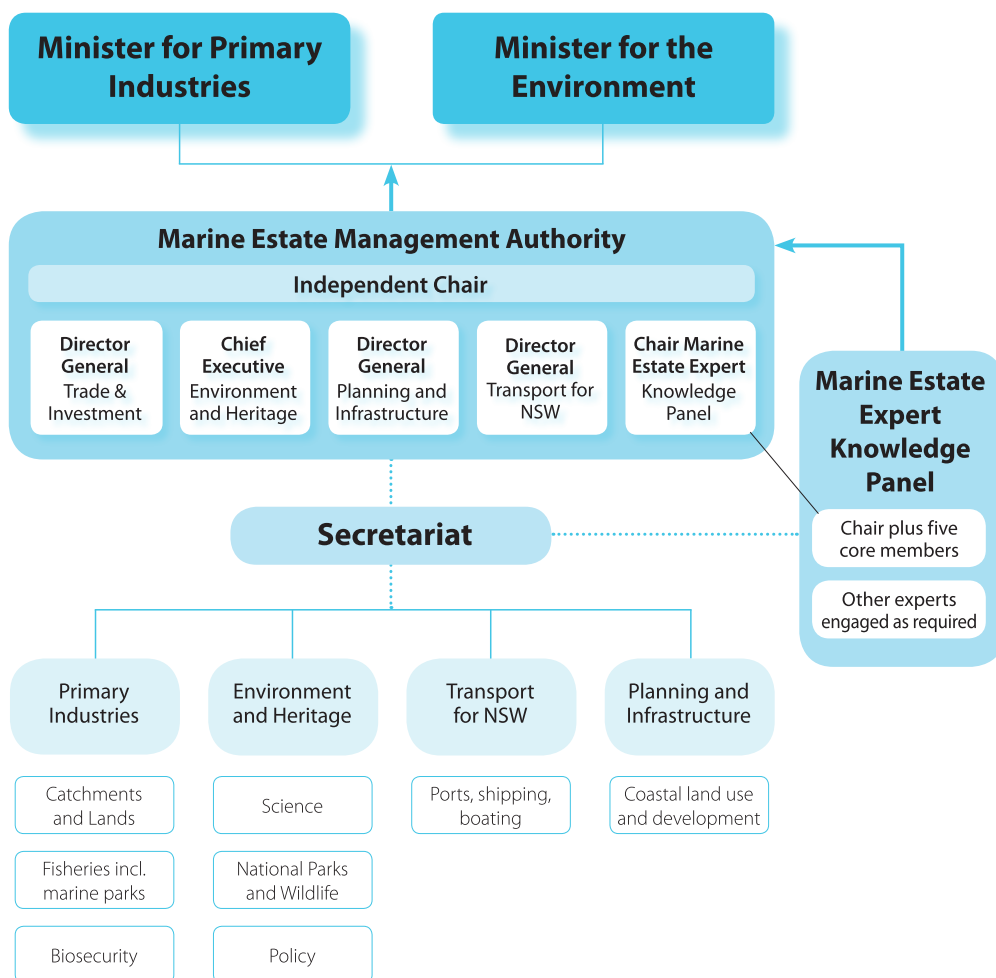 Minister for Primary
Industries
Minister for the
Environment
Marine Estate Management Authority
Independent Chair
Director
General
Trade &
Investment
Chief
Executive
Environment
and Heritage
Director
General
Planning and
Infrastructure
Director
General
Transport for
NSW
Chair Marine
Estate Expert
Knowledge
Panel
Marine Estate
Expert
Knowledge
Panel
Chair plus five
core members
Other experts
engaged as required
Secretariat
Primary
Industries
Environment
and Heritage
Transport
for NSW
Planning and
Infrastructure
Catchments
and Lands
Science
Ports, shipping,
boating
Coastal land use
and development
Fisheries incl.
marine parks
National Parks
and Wildlife
Biosecurity
Policy